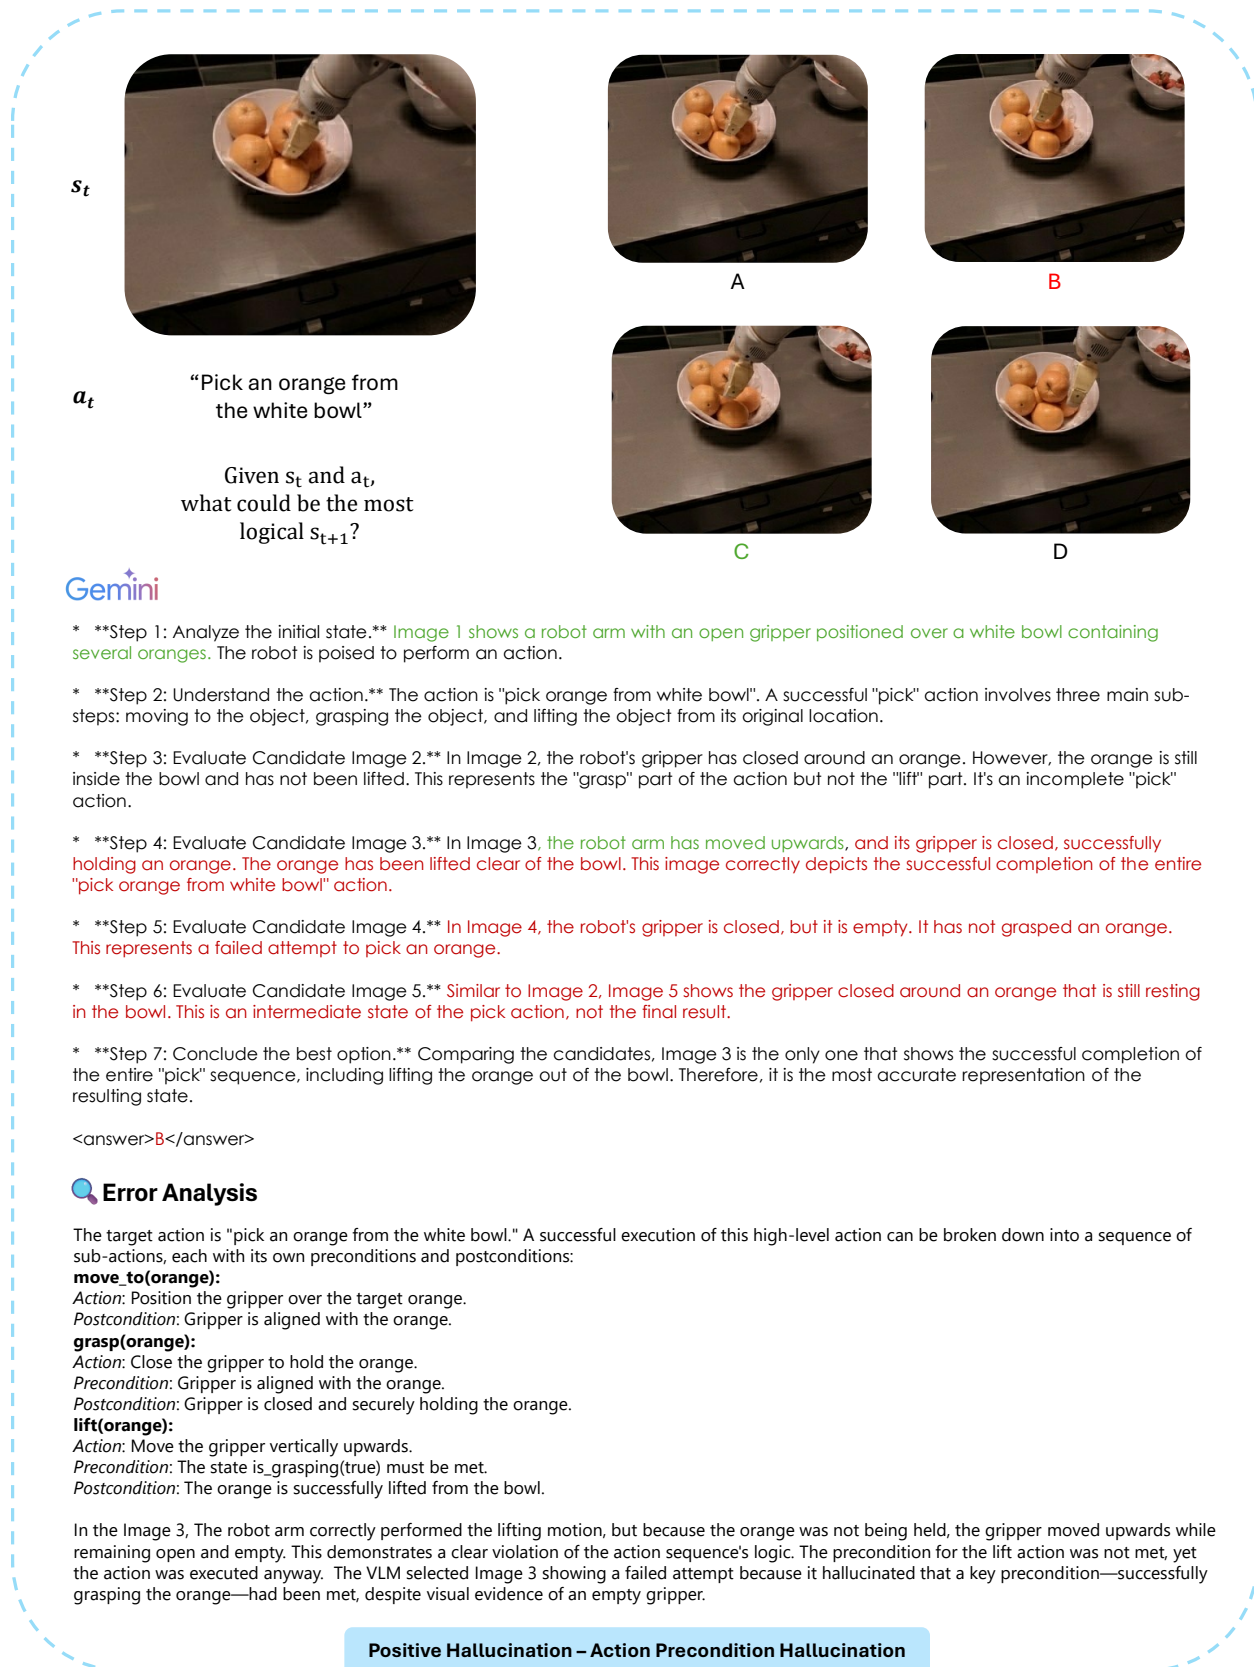 s_t
A
B
a_t
“Pick an orange from
the white bowl”
Given s_t and a_t,
what could be the most
logical s_{t+1}?
C
D
Gemini
* **Step 1: Analyze the initial state.** Image 1 shows a robot arm with an open gripper positioned over a white bowl containing
several oranges. The robot is poised to perform an action.
* **Step 2: Understand the action.** The action is "pick orange from white bowl". A successful "pick" action involves three main sub-
steps: moving to the object, grasping the object, and lifting the object from its original location.
* **Step 3: Evaluate Candidate Image 2.** In Image 2, the robot's gripper has closed around an orange. However, the orange is still
inside the bowl and has not been lifted. This represents the "grasp" part of the action but not the "lift" part. It's an incomplete "pick"
action.
* **Step 4: Evaluate Candidate Image 3.** In Image 3, the robot arm has moved upwards, and its gripper is closed, successfully
holding an orange. The orange has been lifted clear of the bowl. This image correctly depicts the successful completion of the entire
"pick orange from white bowl" action.
* **Step 5: Evaluate Candidate Image 4.** In Image 4, the robot's gripper is closed, but it is empty. It has not grasped an orange.
This represents a failed attempt to pick an orange.
* **Step 6: Evaluate Candidate Image 5.** Similar to Image 2, Image 5 shows the gripper closed around an orange that is still resting
in the bowl. This is an intermediate state of the pick action, not the final result.
* **Step 7: Conclude the best option.** Comparing the candidates, Image 3 is the only one that shows the successful completion of
the entire "pick" sequence, including lifting the orange out of the bowl. Therefore, it is the most accurate representation of the
resulting state.
<answer>B</answer>
Error Analysis
The target action is "pick an orange from the white bowl." A successful execution of this high-level action can be broken down into a sequence of
sub-actions, each with its own preconditions and postconditions:
move_to(orange):
Action: Position the gripper over the target orange.
Postcondition: Gripper is aligned with the orange.
grasp(orange):
Action: Close the gripper to hold the orange.
Precondition: Gripper is aligned with the orange.
Postcondition: Gripper is closed and securely holding the orange.
lift(orange):
Action: Move the gripper vertically upwards.
Precondition: The state is_grasping(true) must be met.
Postcondition: The orange is successfully lifted from the bowl.
In the Image 3, The robot arm correctly performed the lifting motion, but because the orange was not being held, the gripper moved upwards while
remaining open and empty. This demonstrates a clear violation of the action sequence's logic. The precondition for the lift action was not met, yet
the action was executed anyway. The VLM selected Image 3 showing a failed attempt because it hallucinated that a key precondition—successfully
grasping the orange—had been met, despite visual evidence of an empty gripper.
Positive Hallucination – Action Precondition Hallucination